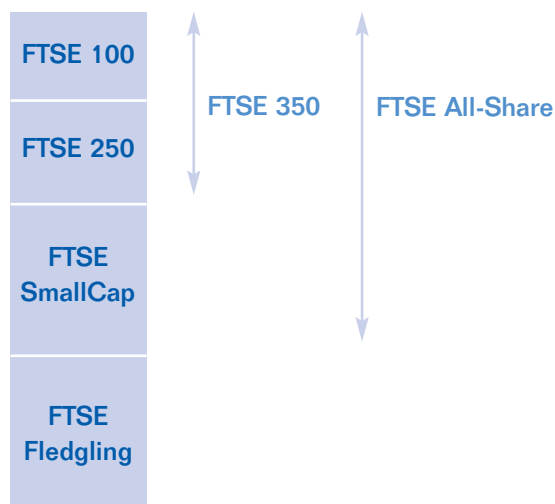 FTSE 100
FTSE 350
FTSE All-Share
FTSE 250
FTSE
SmallCap
FTSE
Fledgling